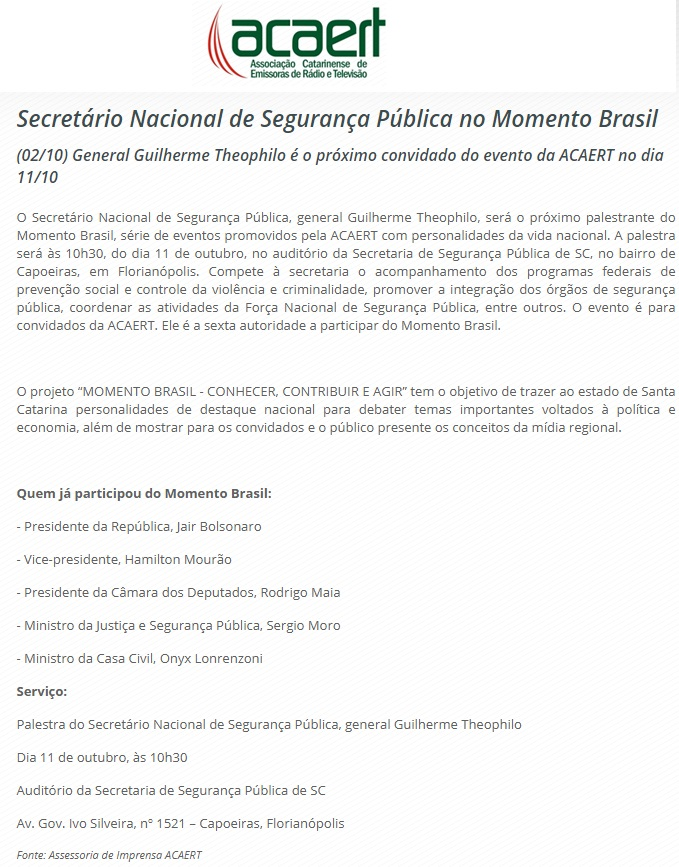 acaert
Associação Catarinense de
Emissoras de Rádio e Televisão
Secretário Nacional de Segurança Pública no Momento Brasil
(02/10) General Guilherme Theophilo é o próximo convidado do evento da ACAERT no dia
11/10
O Secretário Nacional de Segurança Pública, general Guilherme Theophilo, será o próximo palestrante do
Momento Brasil, série de eventos promovidos pela ACAERT com personalidades da vida nacional. A palestra
será às 10h30, do dia 11 de outubro, no auditório da Secretaria de Segurança Pública de SC, no bairro de
Capoeiras, em Florianópolis. Compete à secretaria o acompanhamento dos programas federais de
prevenção social e controle da violência e criminalidade, promover a integração dos órgãos de segurança
pública, coordenar as atividades da Força Nacional de Segurança Pública, entre outros. O evento é para
convidados da ACAERT. Ele é a sexta autoridade a participar do Momento Brasil.
O projeto “MOMENTO BRASIL - CONHECER, CONTRIBUIR E AGIR” tem o objetivo de trazer ao estado de Santa
Catarina personalidades de destaque nacional para debater temas importantes voltados à política e
economia, além de mostrar para os convidados e o público presente os conceitos da mídia regional.
Quem já participou do Momento Brasil:
- Presidente da República, Jair Bolsonaro
- Vice-presidente, Hamilton Mourão
- Presidente da Câmara dos Deputados, Rodrigo Maia
- Ministro da Justiça e Segurança Pública, Sergio Moro
- Ministro da Casa Civil, Onyx Lonrenzoni
Serviço:
Palestra do Secretário Nacional de Segurança Pública, general Guilherme Theophilo
Dia 11 de outubro, às 10h30
Auditório da Secretaria de Segurança Pública de SC
Av. Gov. Ivo Silveira, nº 1521 – Capoeiras, Florianópolis
Fonte: Assessoria de Imprensa ACAERT